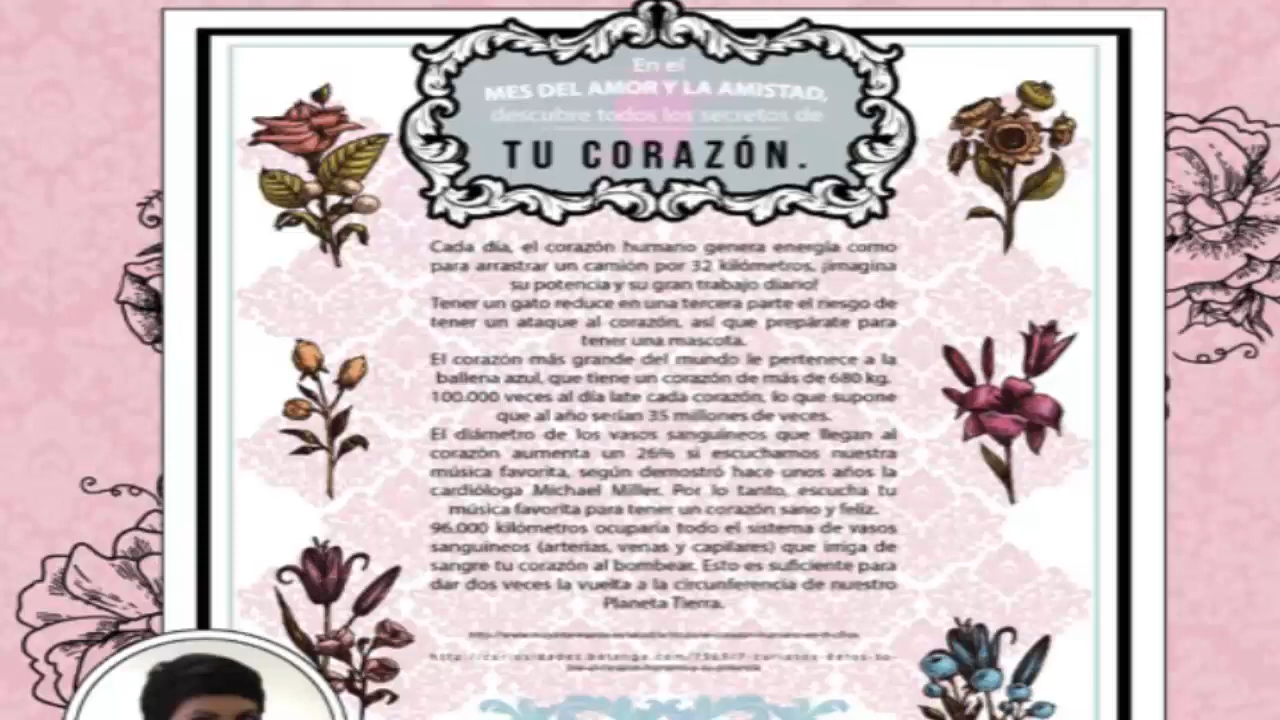 En el
MES DEL AMOR Y LA AMISTAD,
descubre todos los secretos de
TU CORAZÓN.
Cada día, el corazón humano genera energía como
para arrastrar un camión por 32 kilómetros, ¡imagina
su potencia y su gran trabajo diario!
Tener un gato reduce en una tercera parte el riesgo de
tener un ataque al corazón, así que prepárate para
tener una mascota.
El corazón más grande del mundo le pertenece a la
ballena azul, que tiene un corazón de más de 680 kg.
100.000 veces al día late cada corazón, lo que supone
que al año serían 35 millones de veces.
El diámetro de los vasos sanguíneos que llegan al
corazón aumenta un 26% si escuchamos nuestra
música favorita, según demostró hace unos años la
cardióloga Michael Miller. Por lo tanto, escucha tu
música favorita para tener un corazón sano y feliz.
96.000 kilómetros ocuparía todo el sistema de vasos
sanguíneos (arterias, venas y capilares) que irriga de
sangre tu corazón al bombear. Esto es suficiente para
dar dos veces la vuelta a la circunferencia de nuestro
Planeta Tierra.